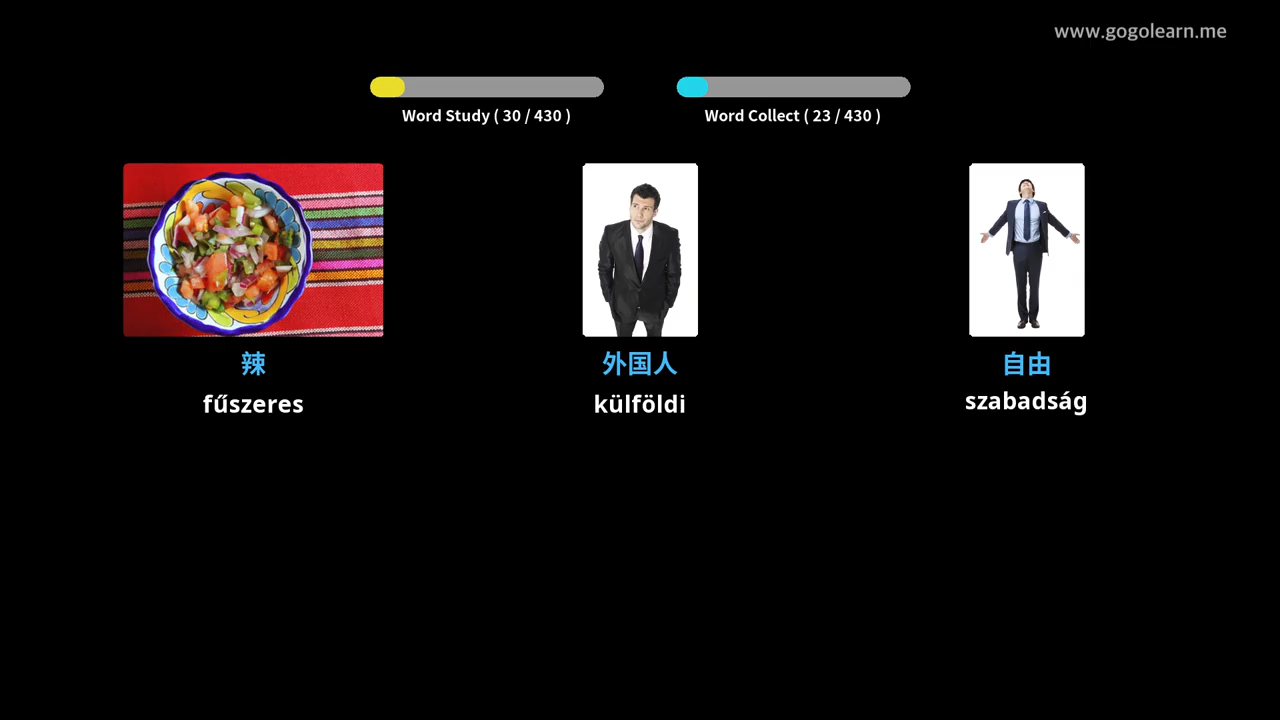 www.gogolearn.me
Word Study ( 30 / 430 )
Word Collect ( 23 / 430 )
辣
fűszeres
外国人
külföldi
自由
szabadság